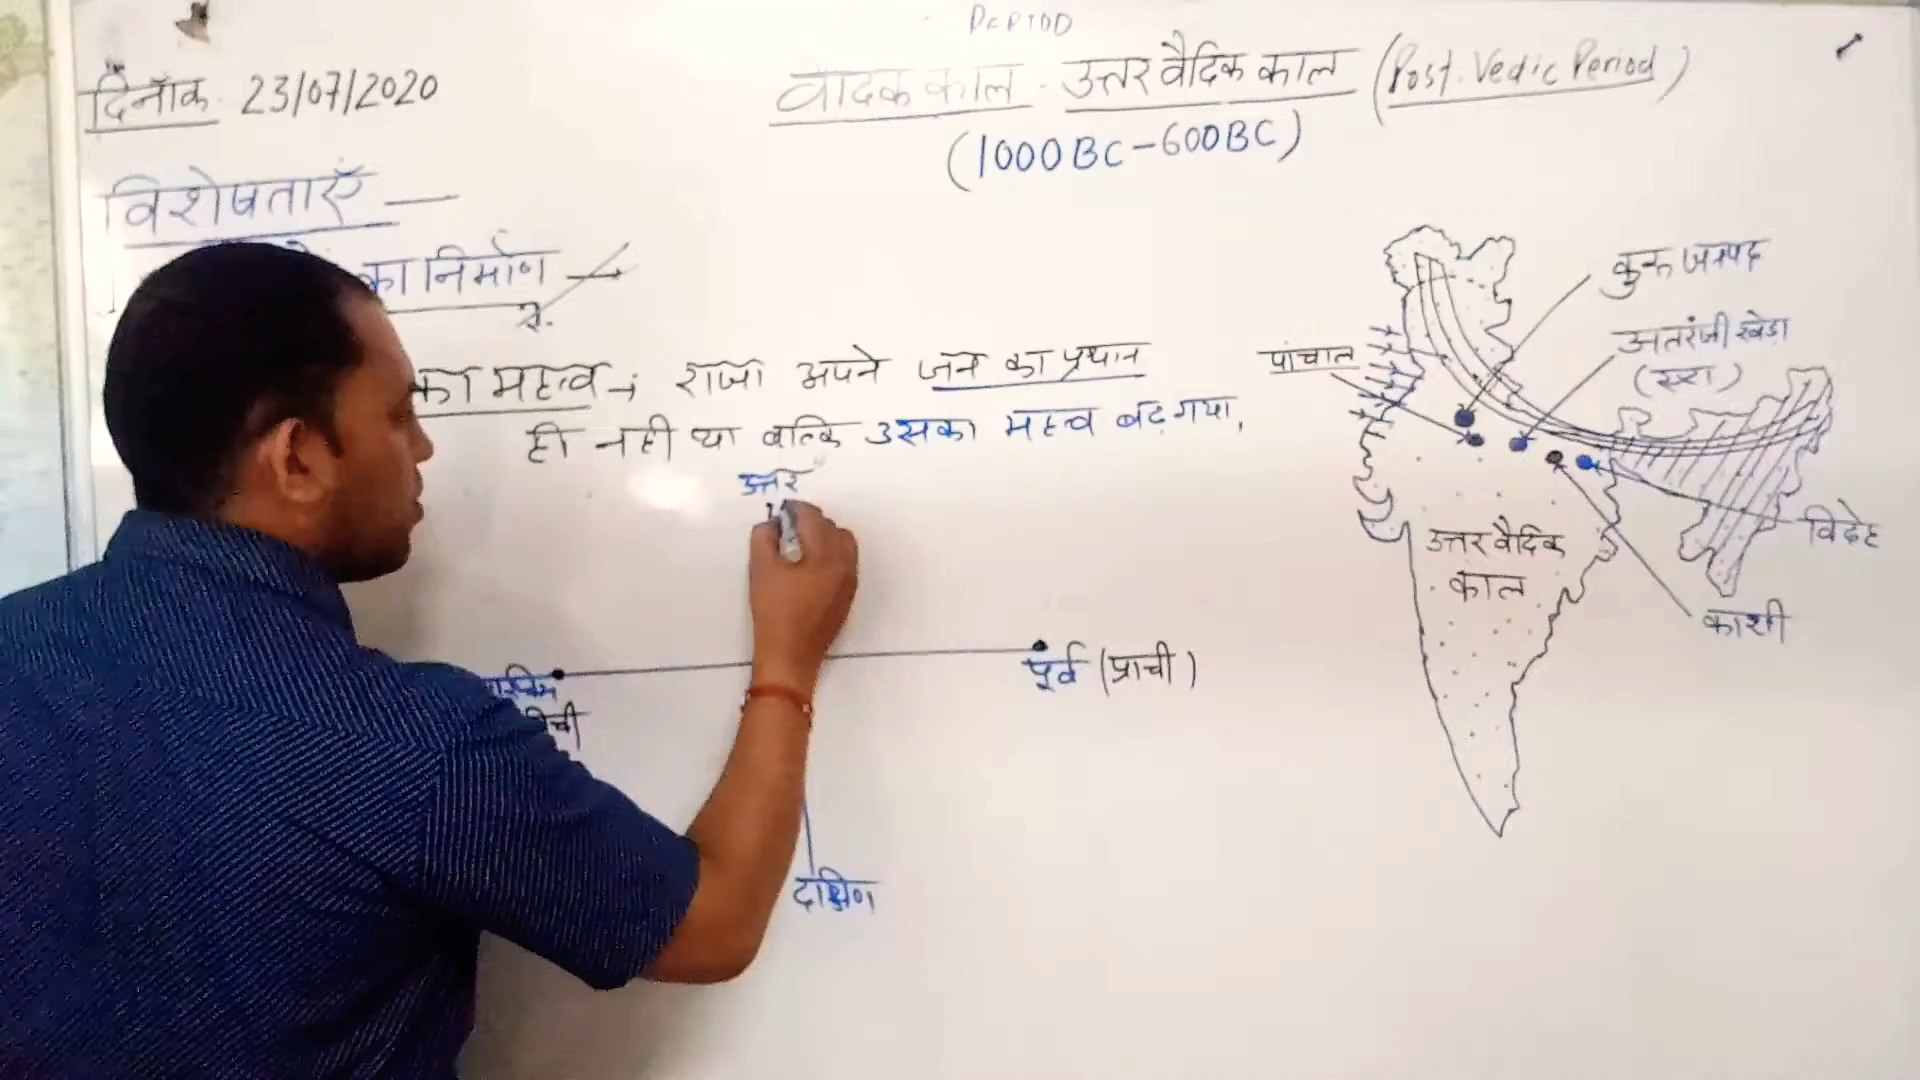 PERIOD
दिनाँक 23/07/2020
वैदिक काल - उत्तर वैदिक काल (Post. Vedic Period)
(1000BC-600BC)
विशेषताएँ —
का निर्माण —
का महत्व -; राजा अपने जन का प्रधान
ही नही था बल्कि उसका महत्व बढ़ गया,
उत्तर
पूर्व (प्राची)
दक्षिण
कुरु जनपद
अतरंजी खेडा
पांचाल
विदेह
उत्तर वैदिक
काल
काशी